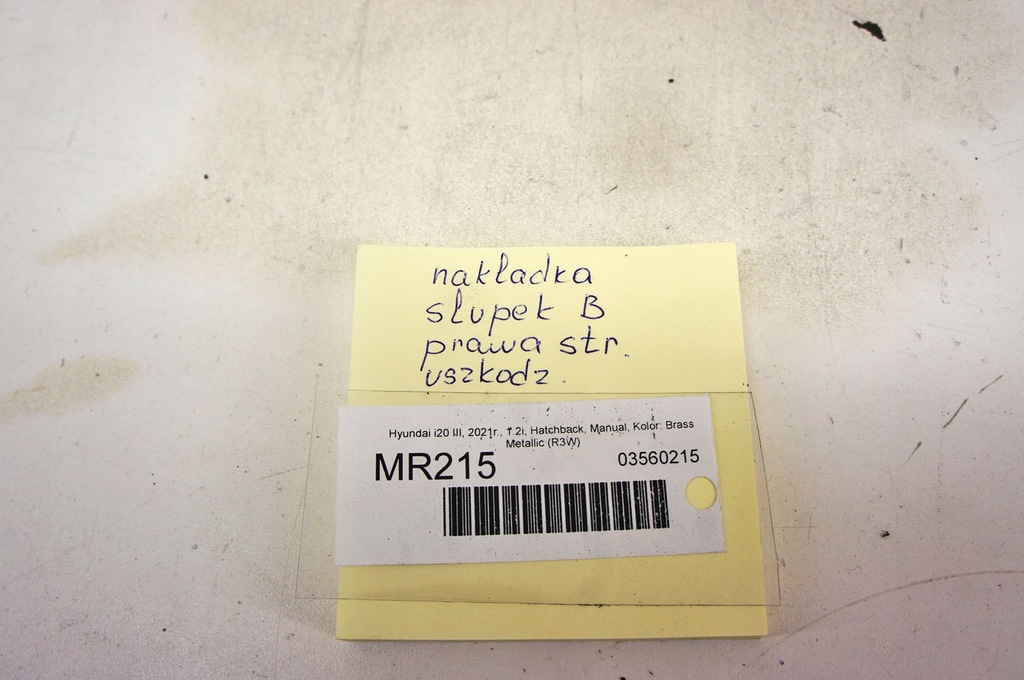 nakładka
słupek B
prawa str.
uszkodz.
Hyundai i20 III, 2021r., 1.2i, Hatchback, Manual, Kolor: Brass
Metallic (R3W)
MR215
03560215